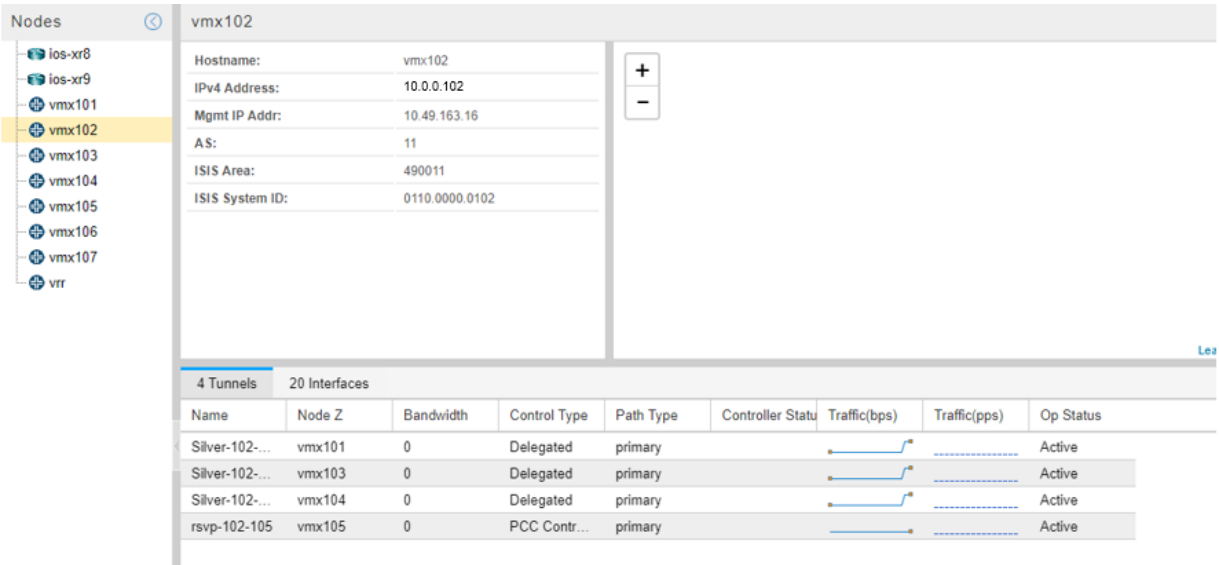 Nodes
ios-xr8
ios-xr9
vmx101
vmx102
vmx103
vmx104
vmx105
vmx106
vmx107
vrr
vmx102
Hostname: vmx102
IPv4 Address: 10.0.0.102
Mgmt IP Addr: 10.49.163.16
AS: 11
ISIS Area: 490011
ISIS System ID: 0110.0000.0102
+
−
Lea
4 Tunnels 20 Interfaces
Name Node Z Bandwidth Control Type Path Type Controller Statu Traffic(bps) Traffic(pps) Op Status
Silver-102-... vmx101 0 Delegated primary Active
Silver-102-... vmx103 0 Delegated primary Active
Silver-102-... vmx104 0 Delegated primary Active
rsvp-102-105 vmx105 0 PCC Contr... primary Active